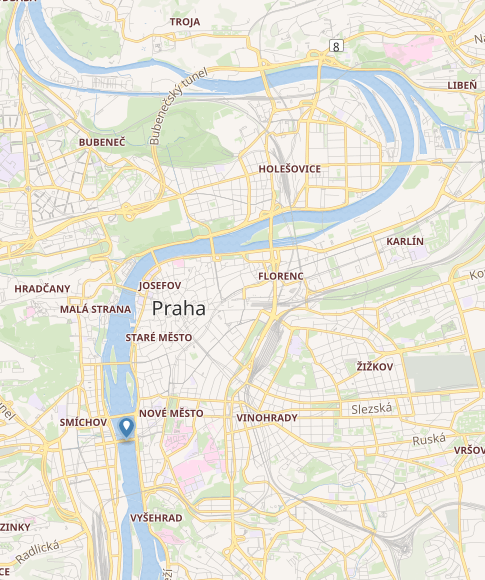 TROJA
8
LIBEŇ
Bubenečský tunel
BUBENEČ
HOLEŠOVICE
KARLÍN
FLORENC
HRADČANY
JOSEFOV
MALÁ STRANA
Praha
STARÉ MĚSTO
ŽIŽKOV
Slezská
NOVÉ MĚSTO
VINOHRADY
SMÍCHOV
Ruská
VYŠEHRAD
Radlická